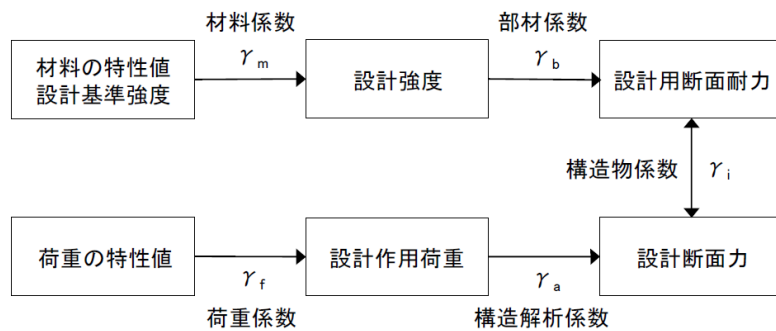 材料係数
部材係数
材料の特性値
設計基準強度
γm
設計強度
γb
設計用断面耐力
構造物係数
γi
荷重の特性値
γf
設計作用荷重
γa
設計断面力
荷重係数
構造解析係数